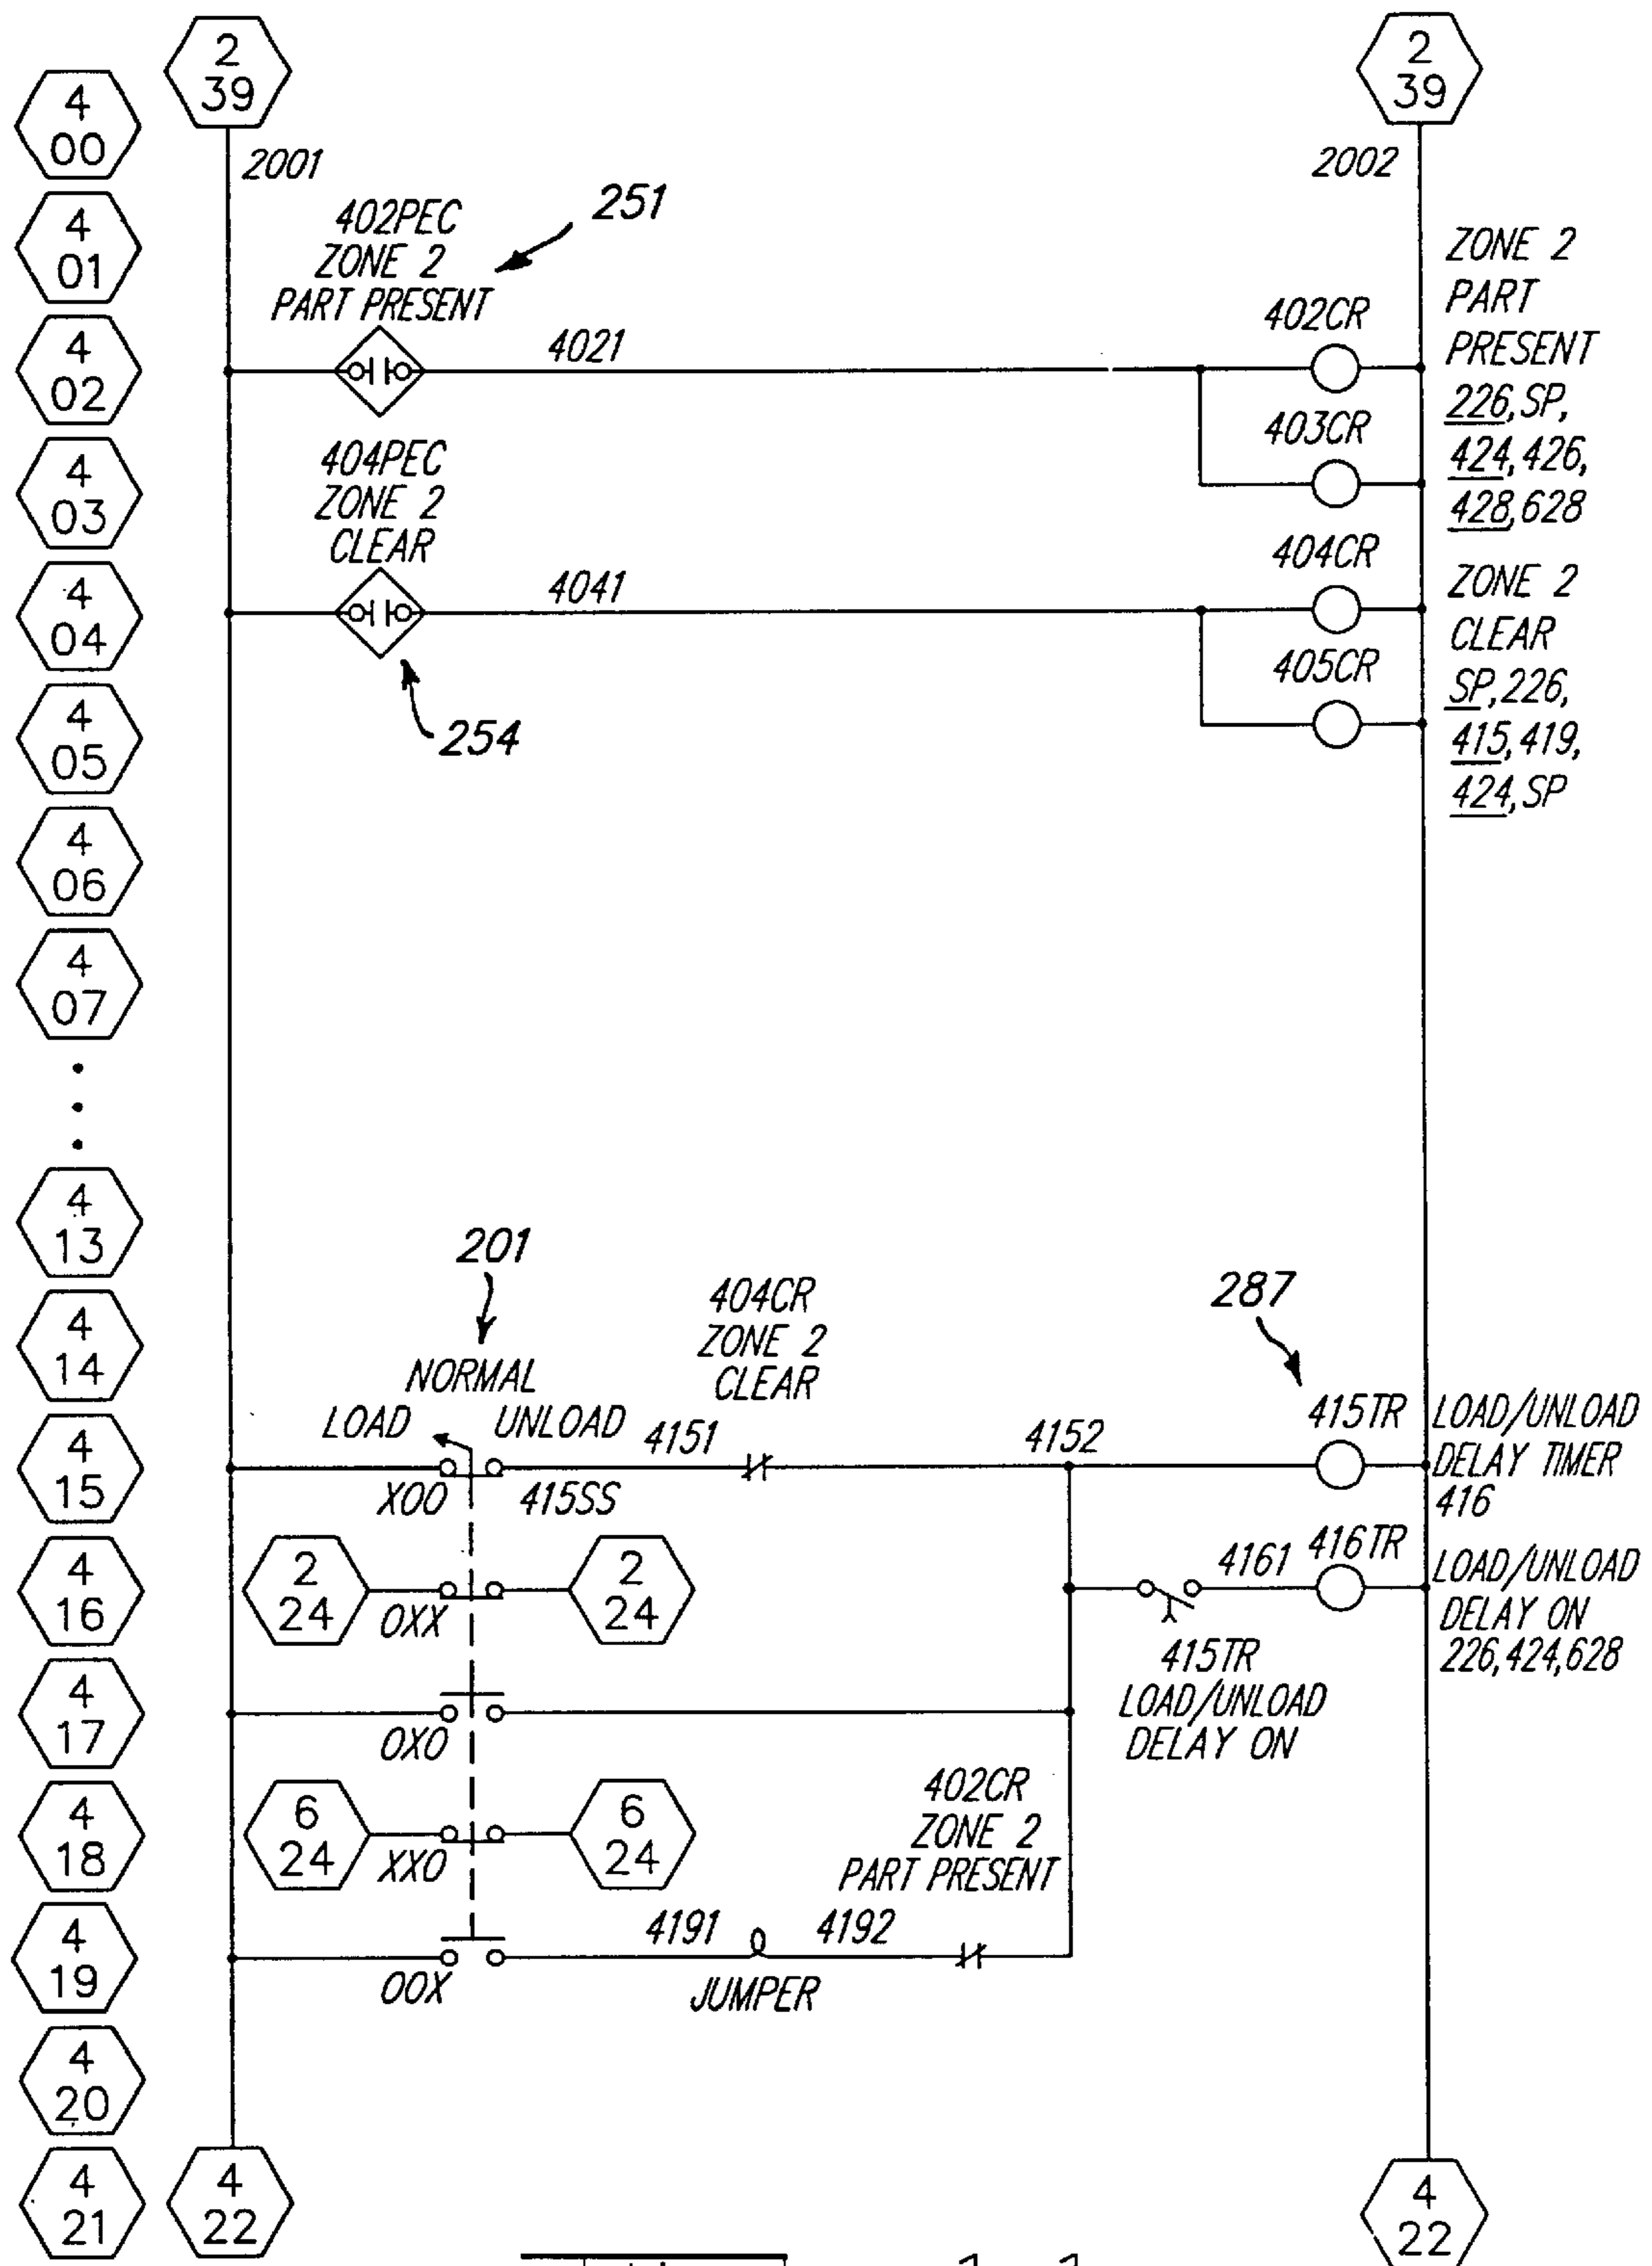 2
39
2
39
4
00
2001
2002
4
01
402PEC
ZONE 2
PART PRESENT
251
ZONE 2
PART
PRESENT
226, SP,
424, 426,
428, 628
4
02
4021
402CR
403CR
4
03
404PEC
ZONE 2
CLEAR
4
04
4041
404CR
405CR
ZONE 2
CLEAR
SP, 226,
415, 419,
424, SP
254
4
05
4
06
4
07
4
13
201
287
4
14
404CR
ZONE 2
CLEAR
NORMAL
LOAD
UNLOAD
4
15
4151
4152
415TR
LOAD/UNLOAD
DELAY TIMER
416
XOO
415SS
4
16
2
24
2
24
OXX
4161
416TR
LOAD/UNLOAD
DELAY ON
226, 424, 628
415TR
LOAD/UNLOAD
DELAY ON
4
17
OXO
4
18
6
24
6
24
XXO
402CR
ZONE 2
PART PRESENT
4
19
4191
4192
OOX
JUMPER
4
20
4
21
4
22
4
22